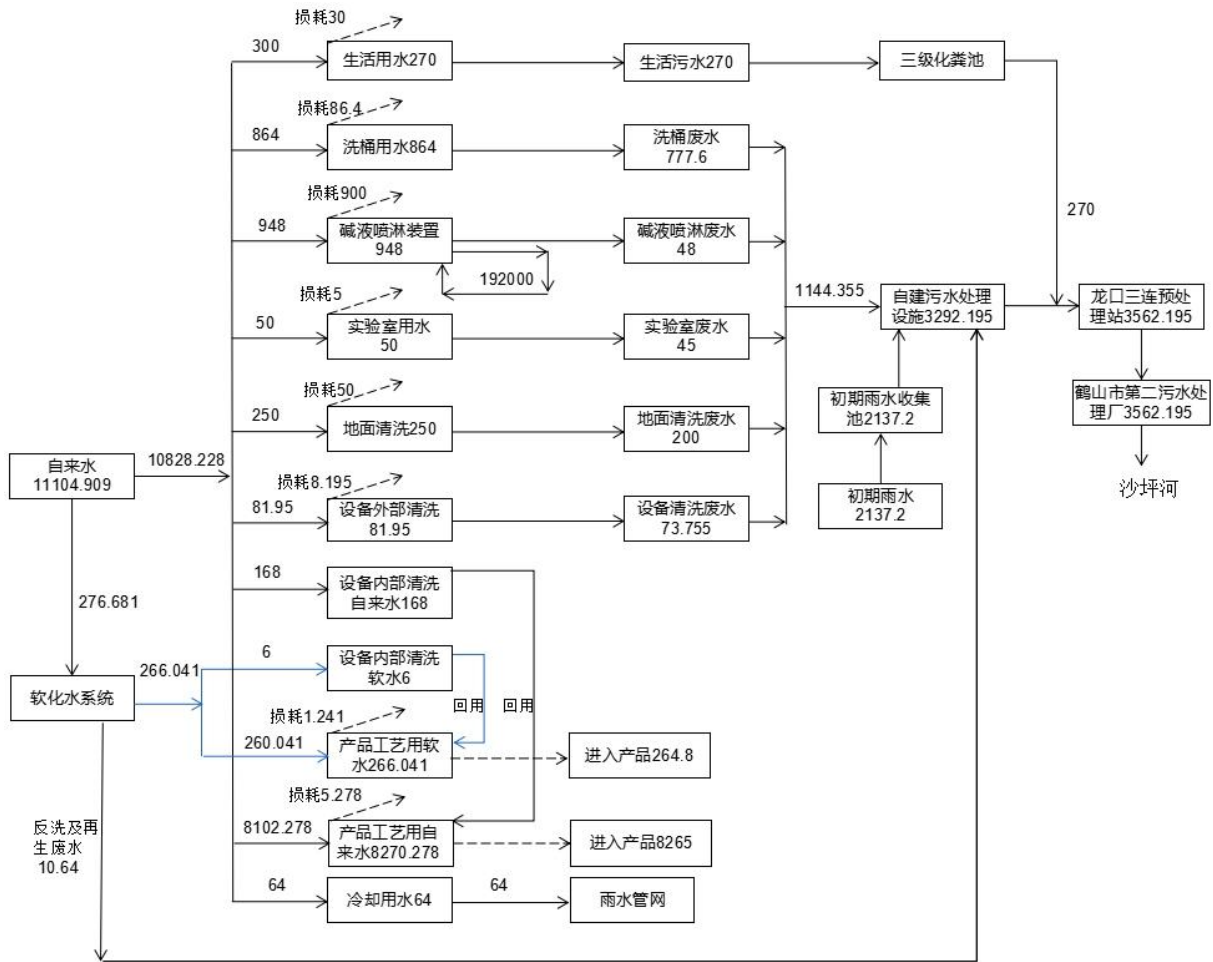 损耗30
300
生活用水270
生活污水270
三级化粪池
损耗86.4
864
洗桶用水864
洗桶废水
777.6
损耗900
948
碱液喷淋装置
948
碱液喷淋废水
48
270
192000
损耗5
50
实验室用水
50
实验室废水
45
1144.355
自建污水处理
设施3292.195
龙口三连预处
理站3562.195
损耗50
250
地面清洗250
地面清洗废水
200
初期雨水收集
池2137.2
鹤山市第二污水处
理厂3562.195
自来水
11104.909
10828.228
损耗8.195
81.95
设备外部清洗
81.95
设备清洗废水
73.755
初期雨水
2137.2
沙坪河
168
设备内部清洗
自来水168
276.681
软化水系统
266.041
6
设备内部清洗
软水6
回用
回用
损耗1.241
260.041
产品工艺用软
水266.041
进入产品264.8
损耗5.278
8102.278
产品工艺用自
来水8270.278
进入产品8265
反洗及再
生废水
10.64
64
冷却用水64
64
雨水管网